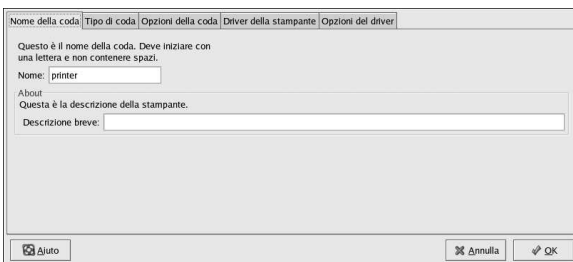 Nome della coda Tipo di coda Opzioni della coda Driver della stampante Opzioni del driver
Questo è il nome della coda. Deve iniziare con
una lettera e non contenere spazi.
Nome: printer
About
Questa è la descrizione della stampante.
Descrizione breve:
Aiuto Annulla OK